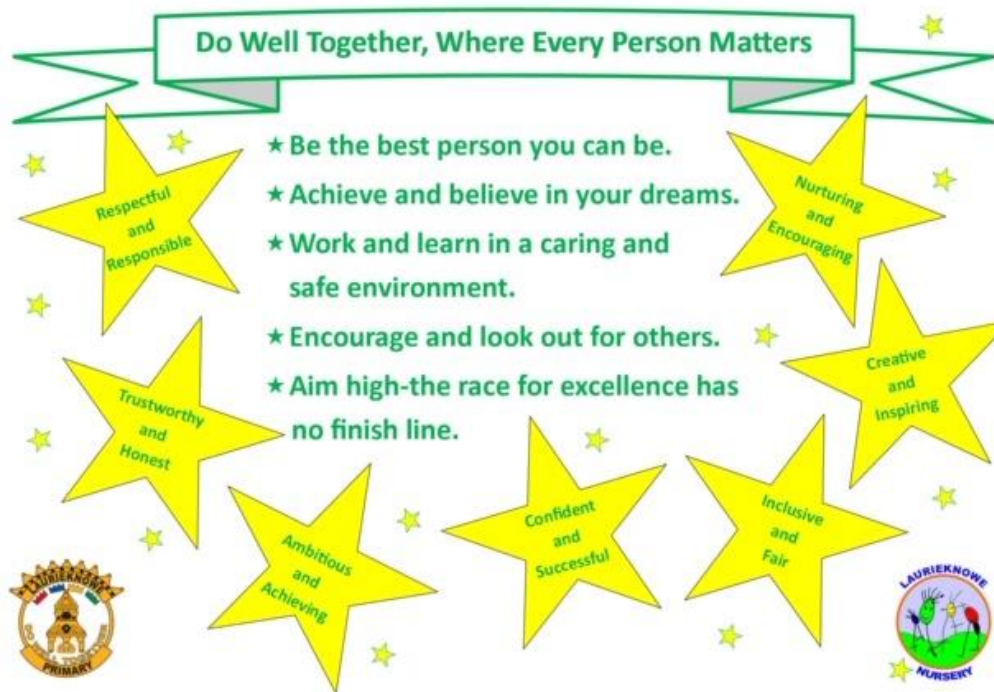 Do Well Together, Where Every Person Matters
★ Be the best person you can be.
★ Achieve and believe in your dreams.
★ Work and learn in a caring and
safe environment.
★ Encourage and look out for others.
★ Aim high-the race for excellence has
no finish line.
Respectful
and
Responsible
Trustworthy
and
Honest
Ambitious
and
Achieving
Confident
and
Successful
Inclusive
and
Fair
Creative
and
Inspiring
Nurturing
and
Encouraging
LAURIEKNOWE
DO WELL TOGETHER
PRIMARY
LAURIEKNOWE
NURSERY